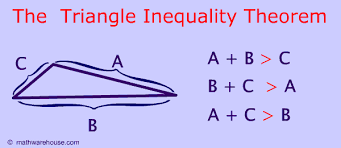 The Triangle Inequality Theorem
C
A
B
A + B > C
B + C > A
A + C > B
© mathwarehouse.com